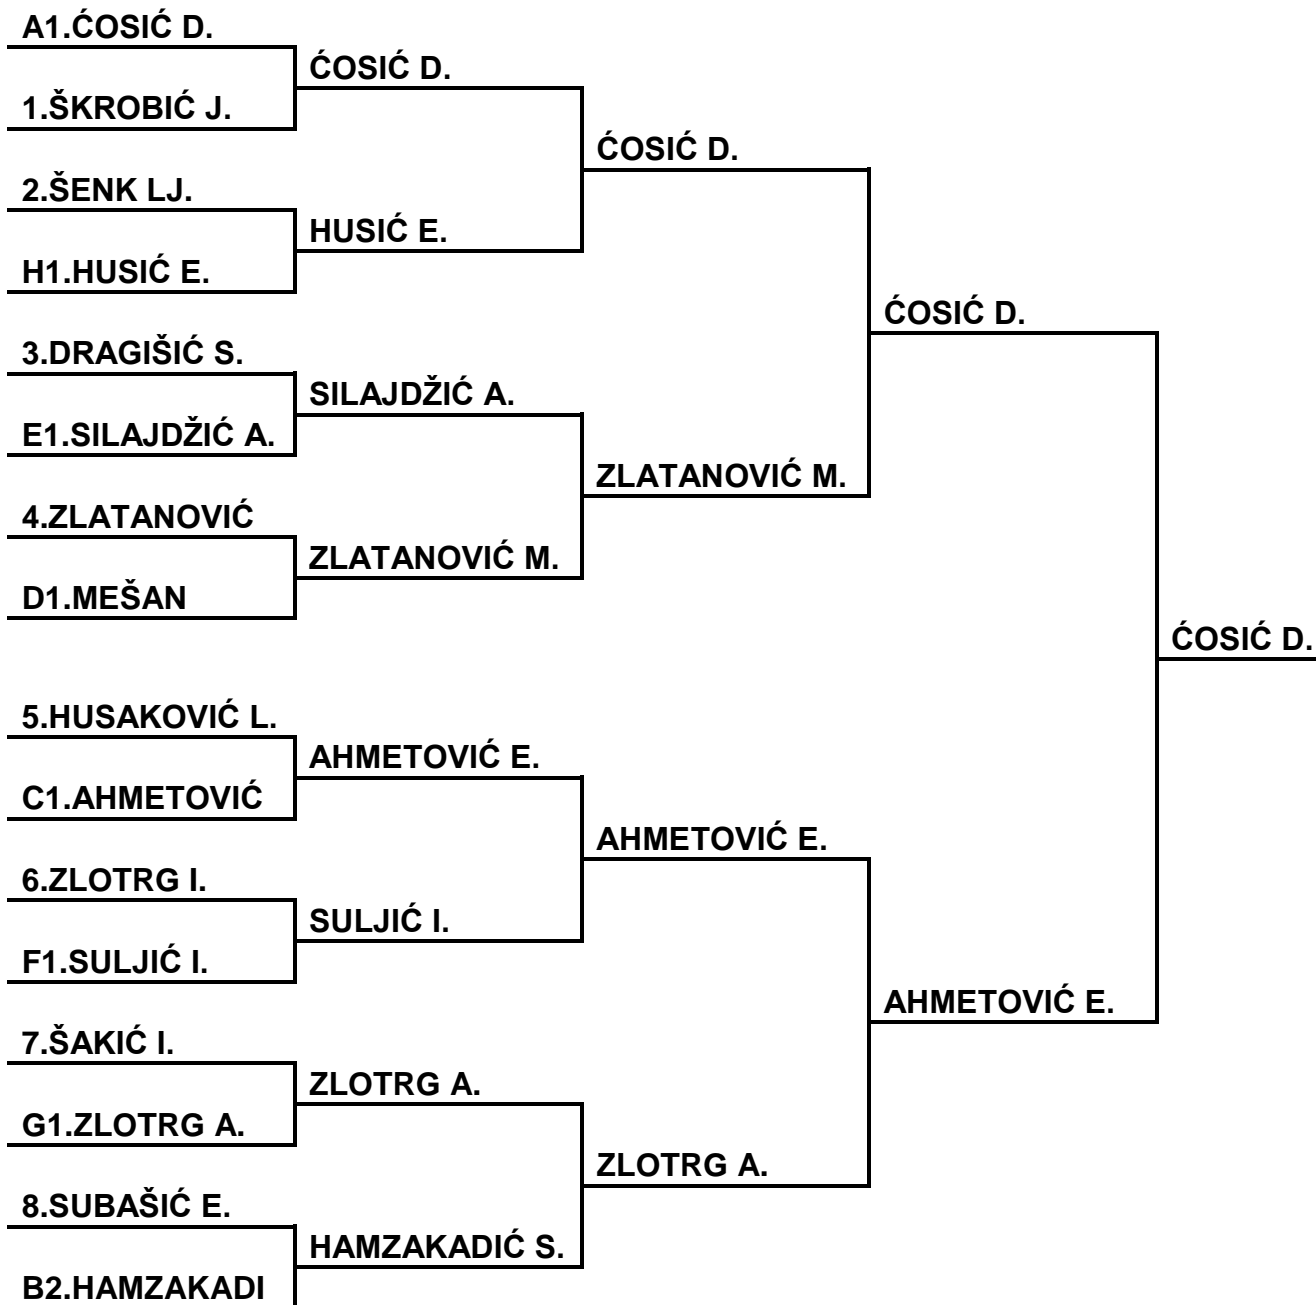 A1.ĆOSIĆ D.
ĆOSIĆ D.
1.ŠKROBIĆ J.
ĆOSIĆ D.
2.ŠENK LJ.
HUSIĆ E.
H1.HUSIĆ E.
ĆOSIĆ D.
3.DRAGIŠIĆ S.
SILAJDŽIĆ A.
E1.SILAJDŽIĆ A.
ZLATANOVIĆ M.
4.ZLATANOVIĆ
ZLATANOVIĆ M.
D1.MEŠAN
ĆOSIĆ D.
5.HUSAKOVIĆ L.
AHMETOVIĆ E.
C1.AHMETOVIĆ
AHMETOVIĆ E.
6.ZLOTRG I.
SULJIĆ I.
F1.SULJIĆ I.
AHMETOVIĆ E.
7.ŠAKIĆ I.
ZLOTRG A.
G1.ZLOTRG A.
ZLOTRG A.
8.SUBAŠIĆ E.
HAMZAKADIĆ S.
B2.HAMZAKADI